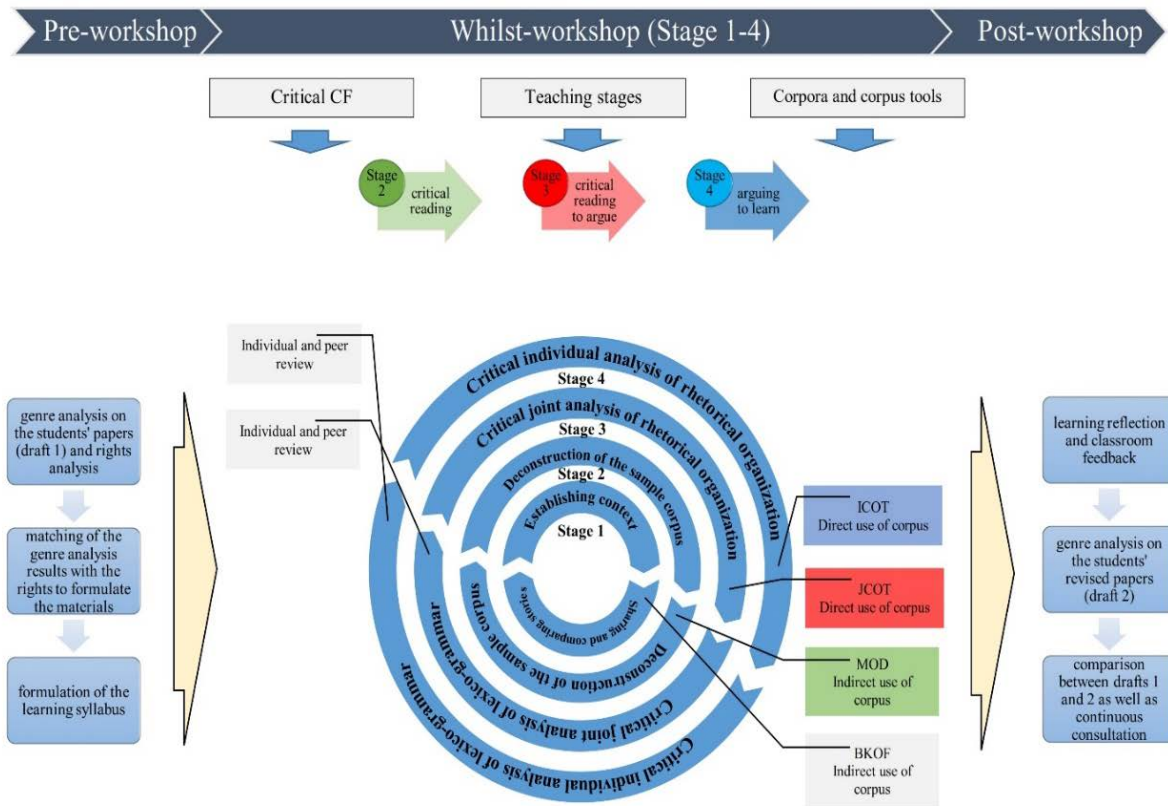 Pre-workshop
Whilst-workshop (Stage 1-4)
Post-workshop
Critical CF
Teaching stages
Corpora and corpus tools
Stage
2
critical
reading
Stage
3
critical
reading
to argue
Stage
4
arguing
to learn
genre analysis on
the students' papers
(draft 1) and rights
analysis
matching of the
genre analysis
results with the
rights to formulate
the materials
formulation of the
learning syllabus
Individual and peer
review
Individual and peer
review
Critical individual analysis of rhetorical organization
Stage 4
Critical joint analysis of rhetorical organization
Stage 3
Deconstruction of the sample corpus
Stage 2
Establishing context
Stage 1
Sharing and comparing stories
Deconstruction of the sample corpus
Critical joint analysis of lexico-grammar
Critical individual analysis of lexico-grammar
ICOT
Direct use of corpus
JCOT
Direct use of corpus
MOD
Indirect use of
corpus
BKOF
Indirect use of
corpus
learning reflection
and classroom
feedback
genre analysis on
the students'
revised papers
(draft 2)
comparison
between drafts 1
and 2 as well as
continuous
consultation